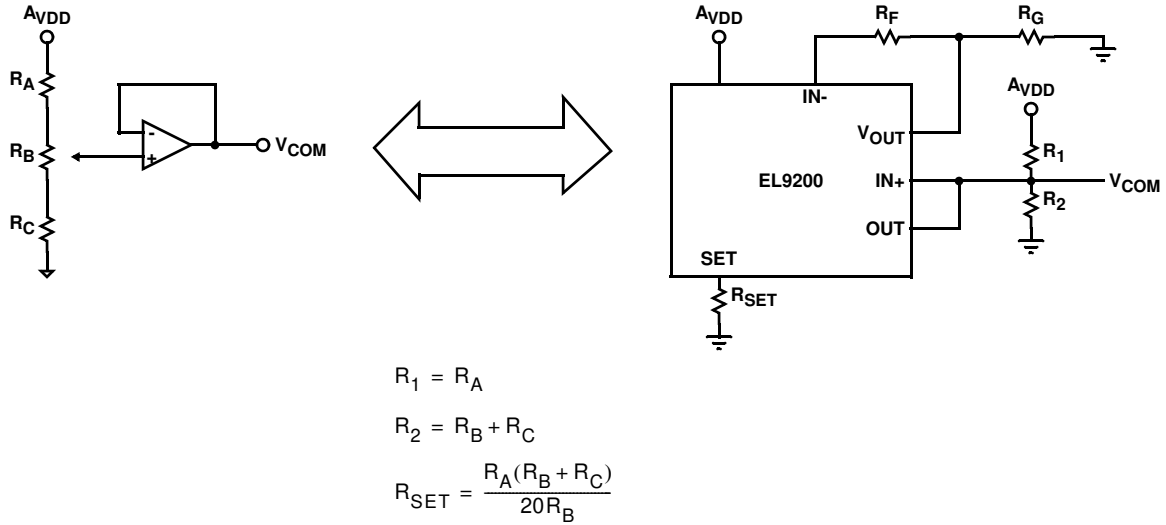 AVDD
RA
RB
RC
-
+
VCOM
AVDD
RF
RG
IN-
AVDD
VOUT
R1
EL9200
IN+
VCOM
R2
OUT
SET
RSET
R1 = RA
R2 = RB + RC
RSET = RA(RB + RC)
20RB